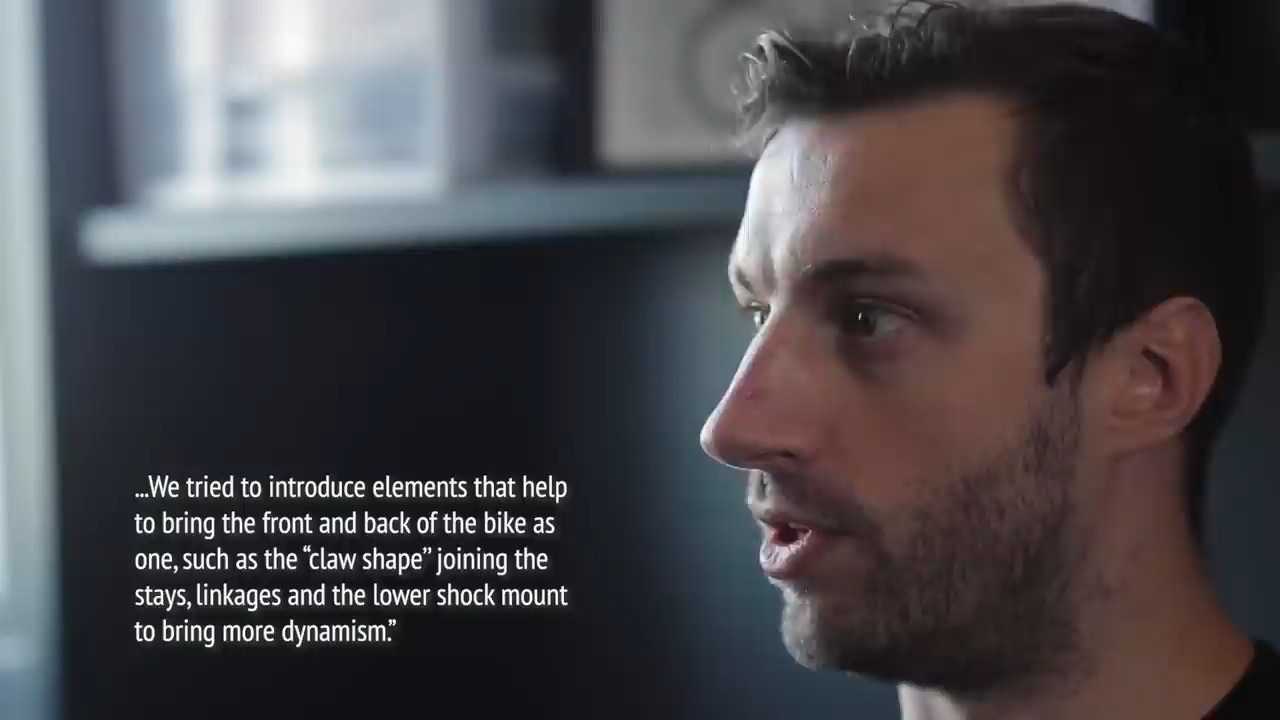 ...We tried to introduce elements that help
to bring the front and back of the bike as
one, such as the “claw shape” joining the
stays, linkages and the lower shock mount
to bring more dynamism.”